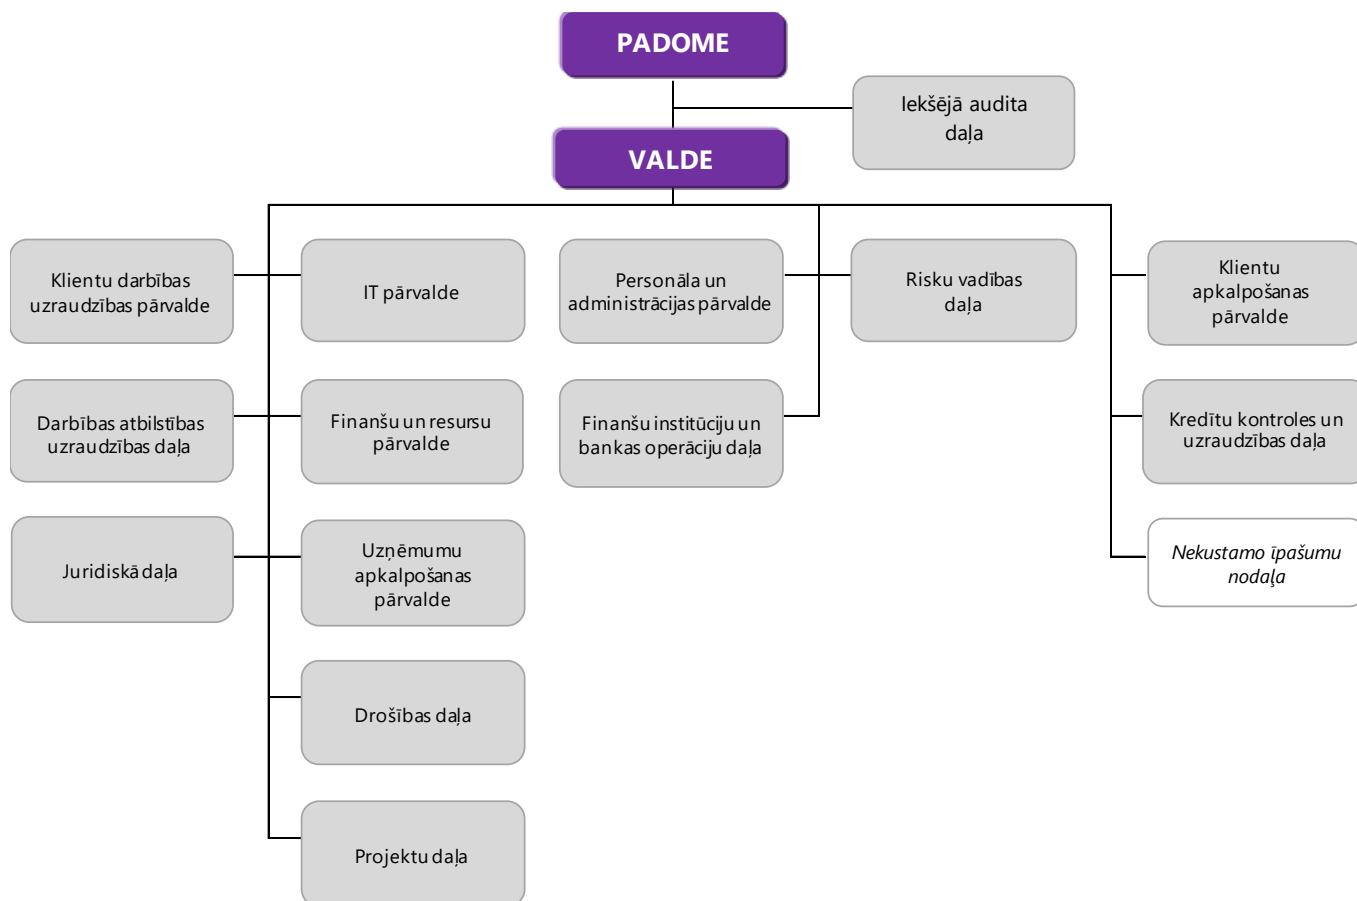 PADOME
Iekšējā audita
daļa
VALDE
Klientu darbības
uzraudzības pārvalde
IT pārvalde
Personāla un
administrācijas pārvalde
Risku vadības
daļa
Klientu
apkalpošanas
pārvalde
Darbības atbilstības
uzraudzības daļa
Finanšu un resursu
pārvalde
Finanšu institūciju un
bankas operāciju daļa
Kredītu kontroles un
uzraudzības daļa
Juridiskā daļa
Uzņēmumu
apkalpošanas
pārvalde
Nekustamo īpašumu
nodaļa
Drošības daļa
Projektu daļa